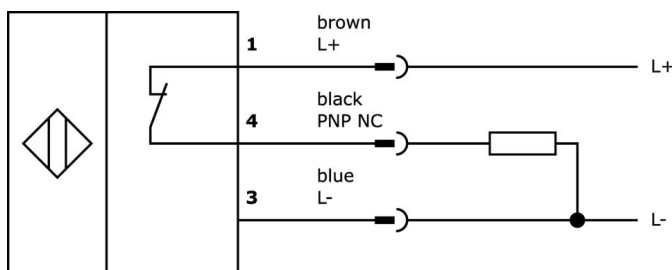 brown
1 L+
L+
black
4 PNP NC
blue
3 L-
L-